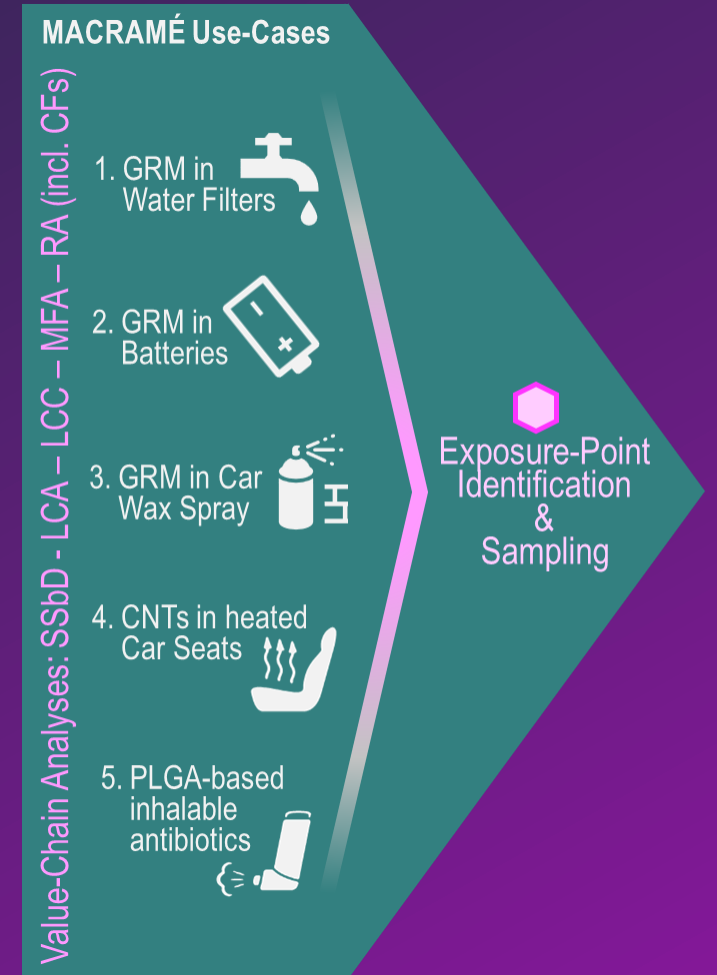 MACRAMÉ Use-Cases
Value-Chain Analyses: SSbD - LCA – LCC – MFA – RA (incl. CFs)
1. GRM in
Water Filters
2. GRM in
Batteries
3. GRM in Car
Wax Spray
4. CNTs in heated
Car Seats
5. PLGA-based
inhalable
antibiotics
Exposure-Point
Identification
&
Sampling